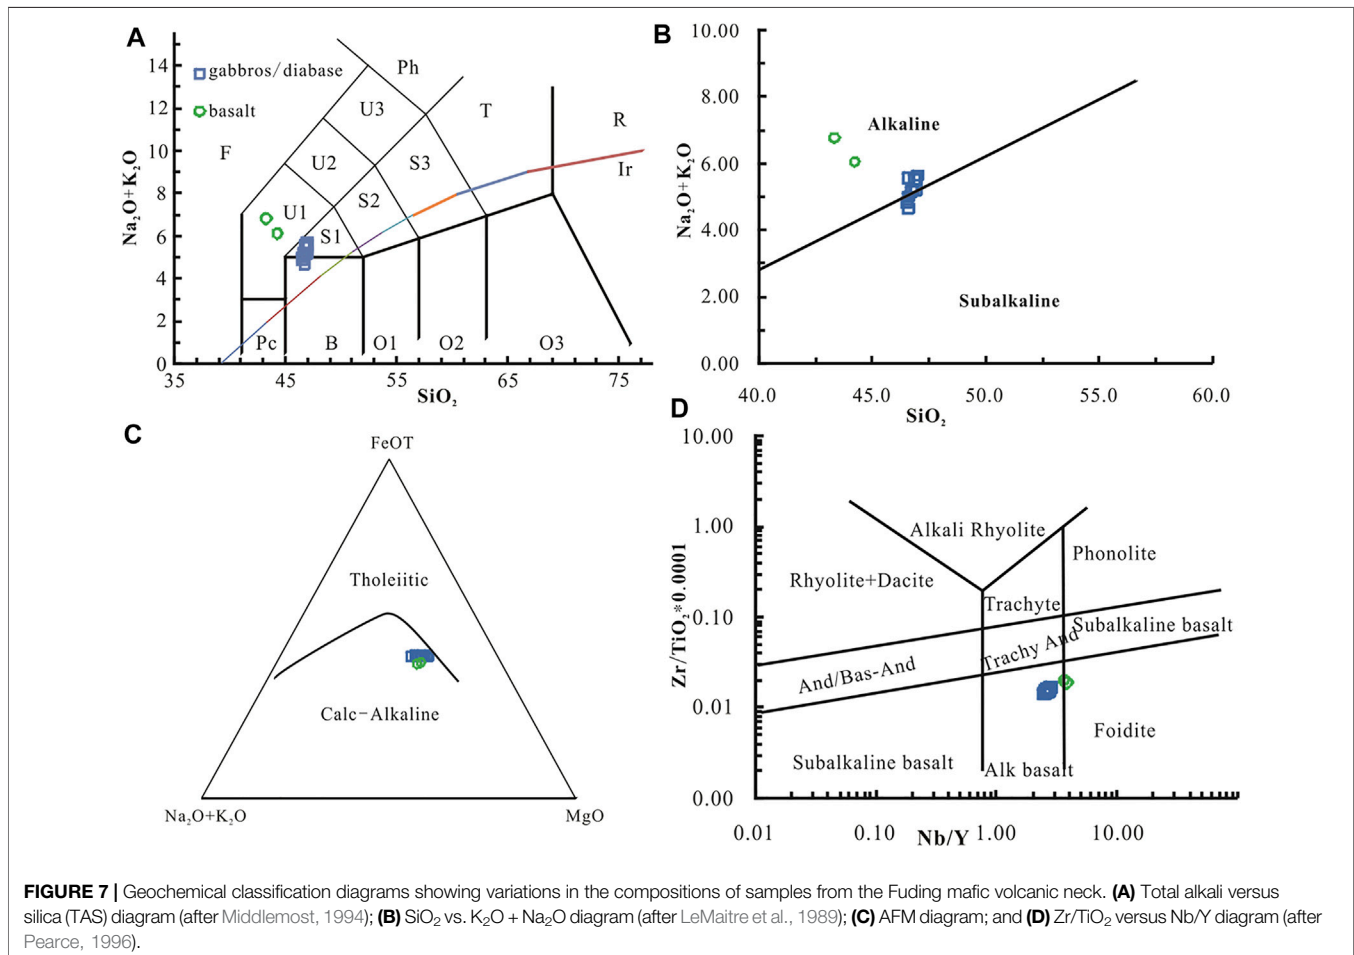 A
Na₂O+K₂O
14
12
10
8
6
4
2
0
gabbros/diabase
basalt
F
Ph
U3
T
R
U2
S3
Ir
U1
S2
S1
Pc
B
O1
O2
O3
35
45
55
65
75
SiO₂
B
Na₂O+K₂O
10.00
8.00
6.00
4.00
2.00
0.00
Alkaline
Subalkaline
40.0
45.0
50.0
55.0
60.0
SiO₂
C
FeOT
Tholeiitic
Calc-Alkaline
Na₂O+K₂O
MgO
D
Zr/TiO₂*0.0001
10.00
1.00
0.10
0.01
0.00
Alkali Rhyolite
Phonolite
Rhyolite+Dacite
Trachyte
Subalkaline basalt
Trachy And
And/Bas-And
Foidite
Subalkaline basalt
Alk basalt
0.01
0.10
Nb/Y
1.00
10.00
FIGURE 7 | Geochemical classification diagrams showing variations in the compositions of samples from the Fuding mafic volcanic neck. (A) Total alkali versus
silica (TAS) diagram (after Middlemost, 1994); (B) SiO₂ vs. K₂O + Na₂O diagram (after LeMaitre et al., 1989); (C) AFM diagram; and (D) Zr/TiO₂ versus Nb/Y diagram (after
Pearce, 1996).